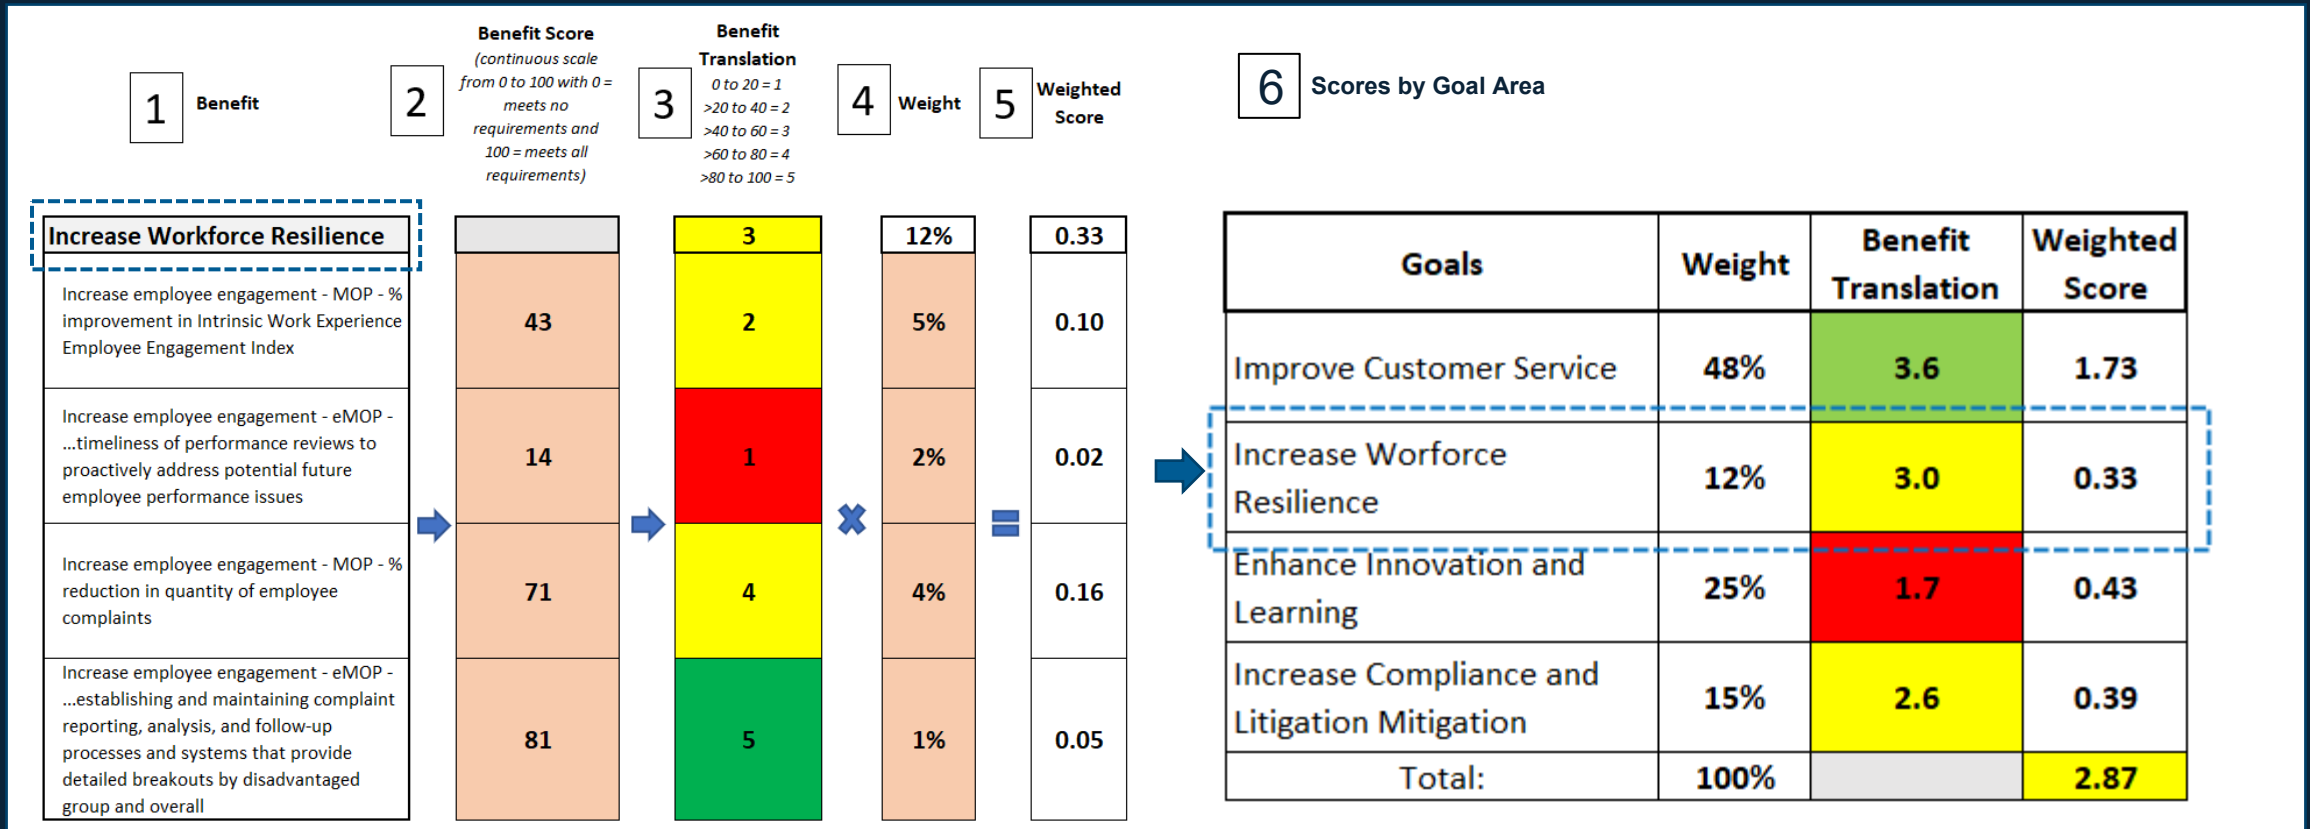 1
Benefit
2
Benefit Score
(continuous scale
from 0 to 100 with 0 =
meets no
requirements and
100 = meets all
requirements)
3
Benefit
Translation
0 to 20 = 1
>20 to 40 = 2
>40 to 60 = 3
>60 to 80 = 4
>80 to 100 = 5
4
Weight
5
Weighted
Score
6
Scores by Goal Area
Increase Workforce Resilience
3
12%
0.33
Increase employee engagement - MOP - %
improvement in Intrinsic Work Experience
Employee Engagement Index
43
2
5%
0.10
Increase employee engagement - eMOP -
...timeliness of performance reviews to
proactively address potential future
employee performance issues
14
1
2%
0.02
Increase employee engagement - MOP - %
reduction in quantity of employee
complaints
71
4
4%
0.16
Increase employee engagement - eMOP -
...establishing and maintaining complaint
reporting, analysis, and follow-up
processes and systems that provide
detailed breakouts by disadvantaged
group and overall
81
5
1%
0.05
Goals
Weight
Benefit
Translation
Weighted
Score
Improve Customer Service
48%
3.6
1.73
Increase Worforce
Resilience
12%
3.0
0.33
Enhance Innovation and
Learning
25%
1.7
0.43
Increase Compliance and
Litigation Mitigation
15%
2.6
0.39
Total:
100%
2.87